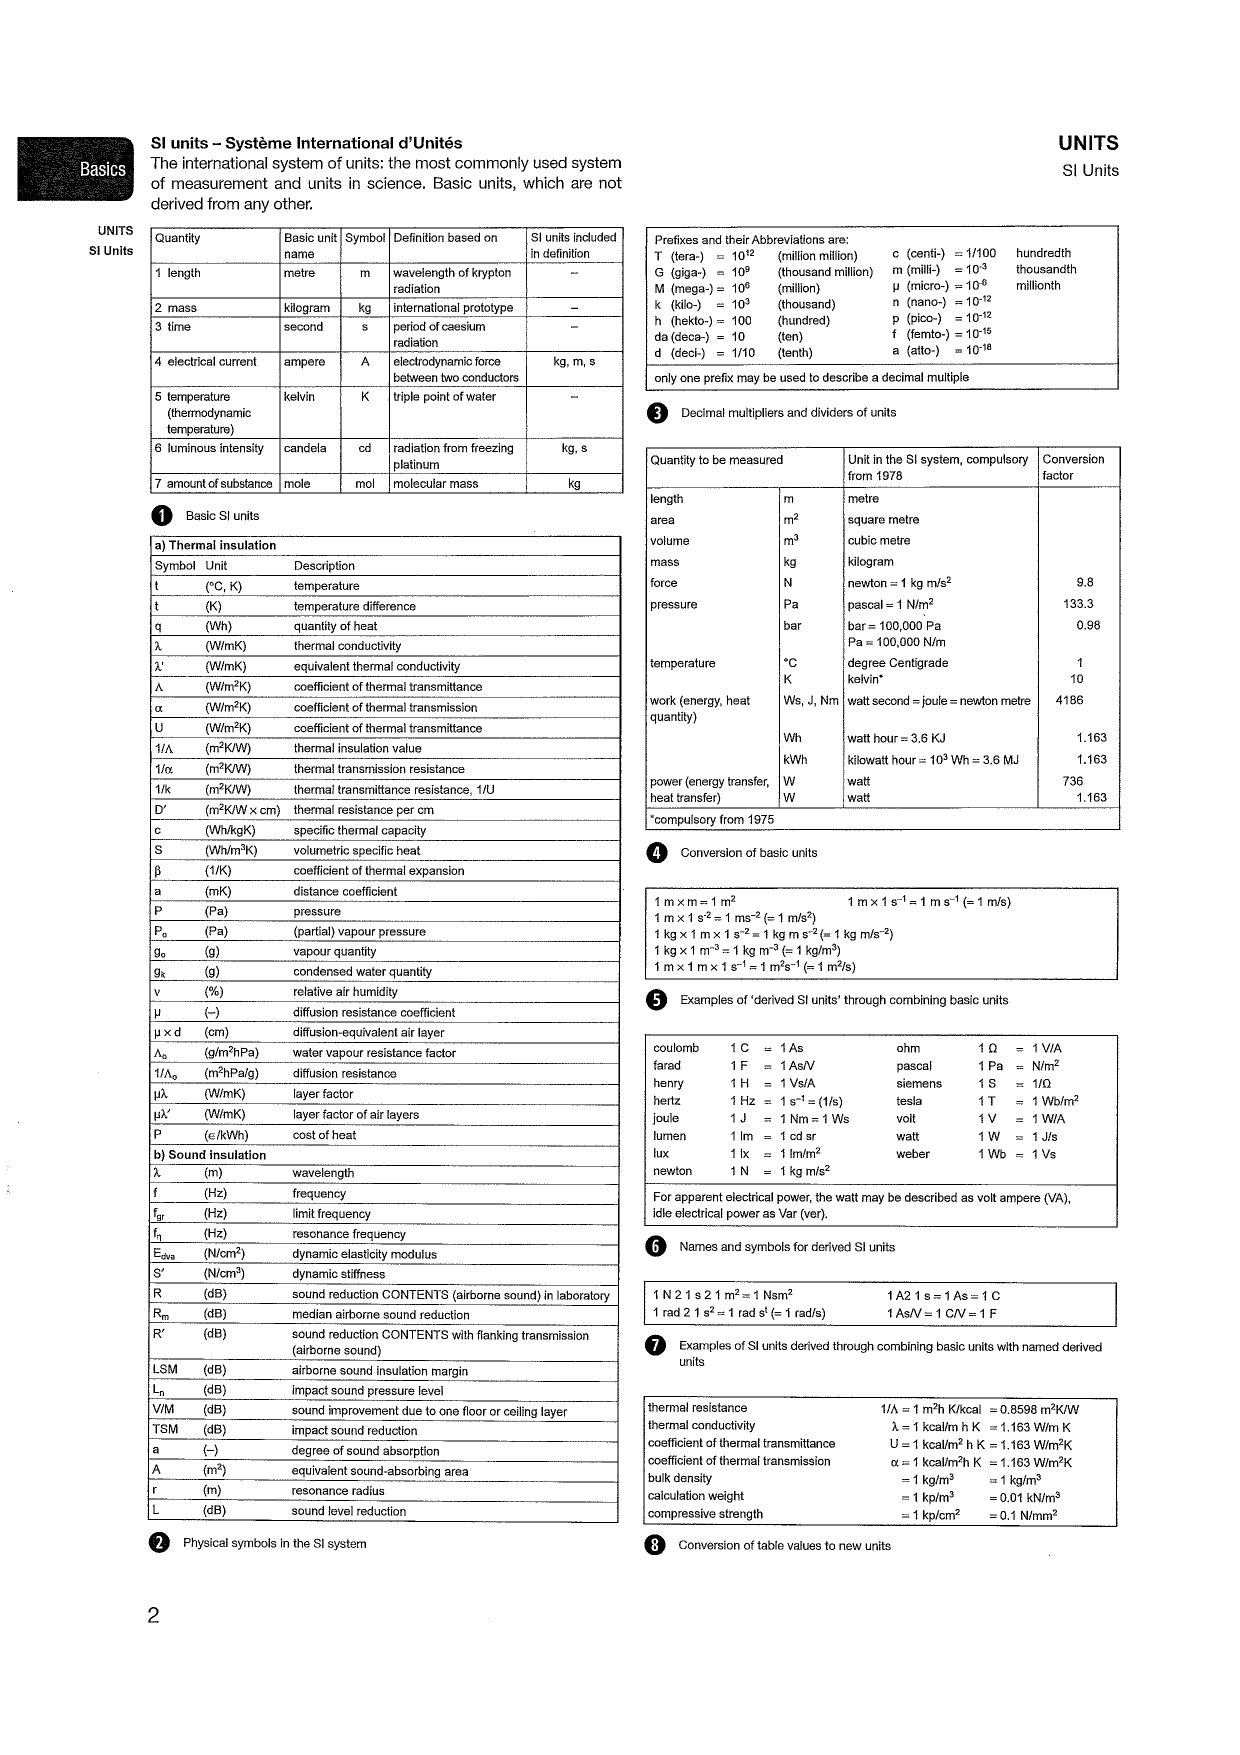 Basics
UNITS
SI Units
SI units – Système International d'Unités
The international system of units: the most commonly used system
of measurement and units in science. Basic units, which are not
derived from any other.
UNITS
SI Units
Quantity Basic unit name Symbol Definition based on SI units included in definition
1 length metre m wavelength of krypton radiation –
2 mass kilogram kg international prototype –
3 time second s period of caesium radiation –
4 electrical current ampere A electrodynamic force between two conductors kg, m, s
5 temperature (thermodynamic temperature) kelvin K triple point of water –
6 luminous intensity candela cd radiation from freezing platinum kg, s
7 amount of substance mole mol molecular mass kg
1 Basic SI units
a) Thermal insulation
Symbol Unit Description
t (°C, K) temperature
t (K) temperature difference
q (Wh) quantity of heat
λ (W/mK) thermal conductivity
λ' (W/mK) equivalent thermal conductivity
Λ (W/m²K) coefficient of thermal transmittance
α (W/m²K) coefficient of thermal transmission
U (W/m²K) coefficient of thermal transmittance
1/Λ (m²K/W) thermal insulation value
1/α (m²K/W) thermal transmission resistance
1/k (m²K/W) thermal transmittance resistance, 1/U
D' (m²K/W x cm) thermal resistance per cm
c (Wh/kgK) specific thermal capacity
S (Wh/m³K) volumetric specific heat
β (1/K) coefficient of thermal expansion
a (mK) distance coefficient
P (Pa) pressure
Pₒ (Pa) (partial) vapour pressure
gₒ (g) vapour quantity
gₖ (g) condensed water quantity
v (%) relative air humidity
μ (–) diffusion resistance coefficient
μ x d (cm) diffusion-equivalent air layer
Λₒ (g/m²hPa) water vapour resistance factor
1/Λₒ (m²hPa/g) diffusion resistance
μλ (W/mK) layer factor
μλ' (W/mK) layer factor of air layers
P (€/kWh) cost of heat
b) Sound insulation
λ (m) wavelength
f (Hz) frequency
fgr (Hz) limit frequency
fη (Hz) resonance frequency
Edva (N/cm²) dynamic elasticity modulus
S' (N/cm³) dynamic stiffness
R (dB) sound reduction CONTENTS (airborne sound) in laboratory
Rm (dB) median airborne sound reduction
R' (dB) sound reduction CONTENTS with flanking transmission
(airborne sound)
LSM (dB) airborne sound insulation margin
Ln (dB) impact sound pressure level
V/M (dB) sound improvement due to one floor or ceiling layer
TSM (dB) impact sound reduction
a (–) degree of sound absorption
A (m²) equivalent sound-absorbing area
r (m) resonance radius
L (dB) sound level reduction
2 Physical symbols in the SI system
2
Prefixes and their Abbreviations are:
T (tera-) = 10¹² (million million) c (centi-) = 1/100 hundredth
G (giga-) = 10⁹ (thousand million) m (milli-) = 10⁻³ thousandth
M (mega-) = 10⁶ (million) μ (micro-) = 10⁻⁶ millionth
k (kilo-) = 10³ (thousand) n (nano-) = 10⁻¹²
h (hekto-) = 100 (hundred) p (pico-) = 10⁻¹²
da (deca-) = 10 (ten) f (femto-) = 10⁻¹⁵
d (deci-) = 1/10 (tenth) a (atto-) = 10⁻¹⁸
only one prefix may be used to describe a decimal multiple
3 Decimal multipliers and dividers of units
Quantity to be measured Unit in the SI system, compulsory from 1978 Conversion factor
length m metre
area m² square metre
volume m³ cubic metre
mass kg kilogram
force N newton = 1 kg m/s² 9.8
pressure Pa pascal = 1 N/m² 133.3
bar bar = 100,000 Pa 0.98
Pa = 100,000 N/m
temperature °C degree Centigrade 1
K kelvin* 10
work (energy, heat quantity) Ws, J, Nm watt second = joule = newton metre 4186
Wh watt hour = 3.6 KJ 1.163
kWh kilowatt hour = 10³ Wh = 3.6 MJ 1.163
power (energy transfer, W watt 736
heat transfer) W watt 1.163
*compulsory from 1975
4 Conversion of basic units
1 m x m = 1 m² 1 m x 1 s⁻¹ = 1 m s⁻¹ (= 1 m/s)
1 m x 1 s⁻² = 1 ms⁻² (= 1 m/s²)
1 kg x 1 m x 1 s⁻² = 1 kg m s⁻² (= 1 kg m/s⁻²)
1 kg x 1 m⁻³ = 1 kg m⁻³ (= 1 kg/m³)
1 m x 1 m x 1 s⁻¹ = 1 m²s⁻¹ (= 1 m²/s)
5 Examples of 'derived SI units' through combining basic units
coulomb 1 C = 1 As ohm 1 Ω = 1 V/A
farad 1 F = 1 As/V pascal 1 Pa = N/m²
henry 1 H = 1 Vs/A siemens 1 S = 1/Ω
hertz 1 Hz = 1 s⁻¹ = (1/s) tesla 1 T = 1 Wb/m²
joule 1 J = 1 Nm = 1 Ws volt 1 V = 1 W/A
lumen 1 lm = 1 cd sr watt 1 W = 1 J/s
lux 1 lx = 1 lm/m² weber 1 Wb = 1 Vs
newton 1 N = 1 kg m/s²
For apparent electrical power, the watt may be described as volt ampere (VA),
idle electrical power as Var (ver).
6 Names and symbols for derived SI units
1 N 2 1 s 2 1 m² = 1 Nsm² 1 A2 1 s = 1 As = 1 C
1 rad 2 1 s² = 1 rad sᵗ (= 1 rad/s) 1 As/V = 1 C/V = 1 F
7 Examples of SI units derived through combining basic units with named derived
units
thermal resistance 1/Λ = 1 m²h K/kcal = 0.8598 m²K/W
thermal conductivity λ = 1 kcal/m h K = 1.163 W/m K
coefficient of thermal transmittance U = 1 kcal/m² h K = 1.163 W/m²K
coefficient of thermal transmission α = 1 kcal/m²h K = 1.163 W/m²K
bulk density = 1 kg/m³ = 1 kg/m³
calculation weight = 1 kp/m³ = 0.01 kN/m³
compressive strength = 1 kp/cm² = 0.1 N/mm²
8 Conversion of table values to new units